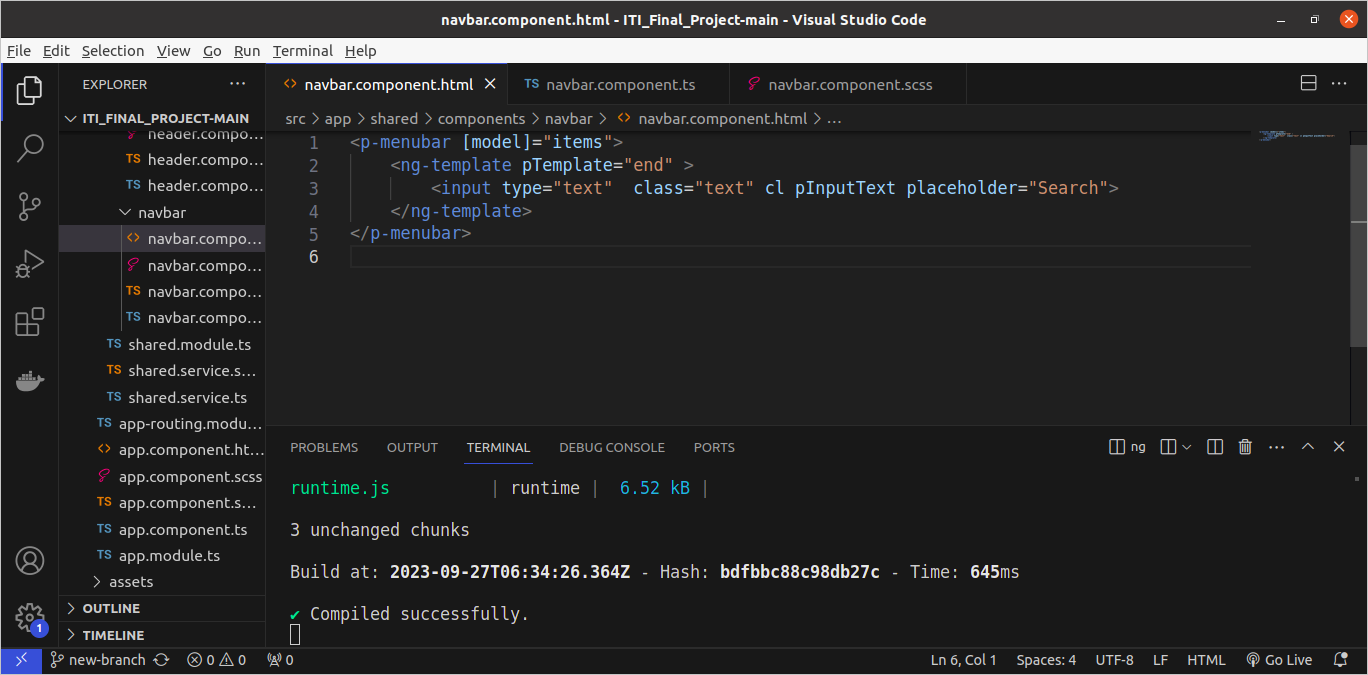 navbar.component.html - ITI_Final_Project-main - Visual Studio Code
File Edit Selection View Go Run Terminal Help
EXPLORER ···
navbar.component.html
TS navbar.component.ts
navbar.component.scss
src > app > shared > components > navbar > <> navbar.component.html > ...
ITI_FINAL_PROJECT-MAIN
header.compo...
TS header.compo...
TS header.compo...
navbar
<> navbar.compo...
navbar.compo...
TS navbar.compo...
TS navbar.compo...
TS shared.module.ts
TS shared.service.s...
TS shared.service.ts
TS app-routing.modu...
<> app.component.ht...
app.component.scss
TS app.component.s...
TS app.component.ts
TS app.module.ts
> assets
> OUTLINE
> TIMELINE
1 <p-menubar [model]="items">
2     <ng-template pTemplate="end" >
3         <input type="text"  class="text" cl pInputText placeholder="Search">
4     </ng-template>
5 </p-menubar>
6
PROBLEMS OUTPUT TERMINAL DEBUG CONSOLE PORTS
ng
runtime.js | runtime | 6.52 kB |
3 unchanged chunks
Build at: 2023-09-27T06:34:26.364Z - Hash: bdfbbc88c98db27c - Time: 645ms
✔ Compiled successfully.
1
new-branch 0 0 0 Ln 6, Col 1 Spaces: 4 UTF-8 LF HTML Go Live